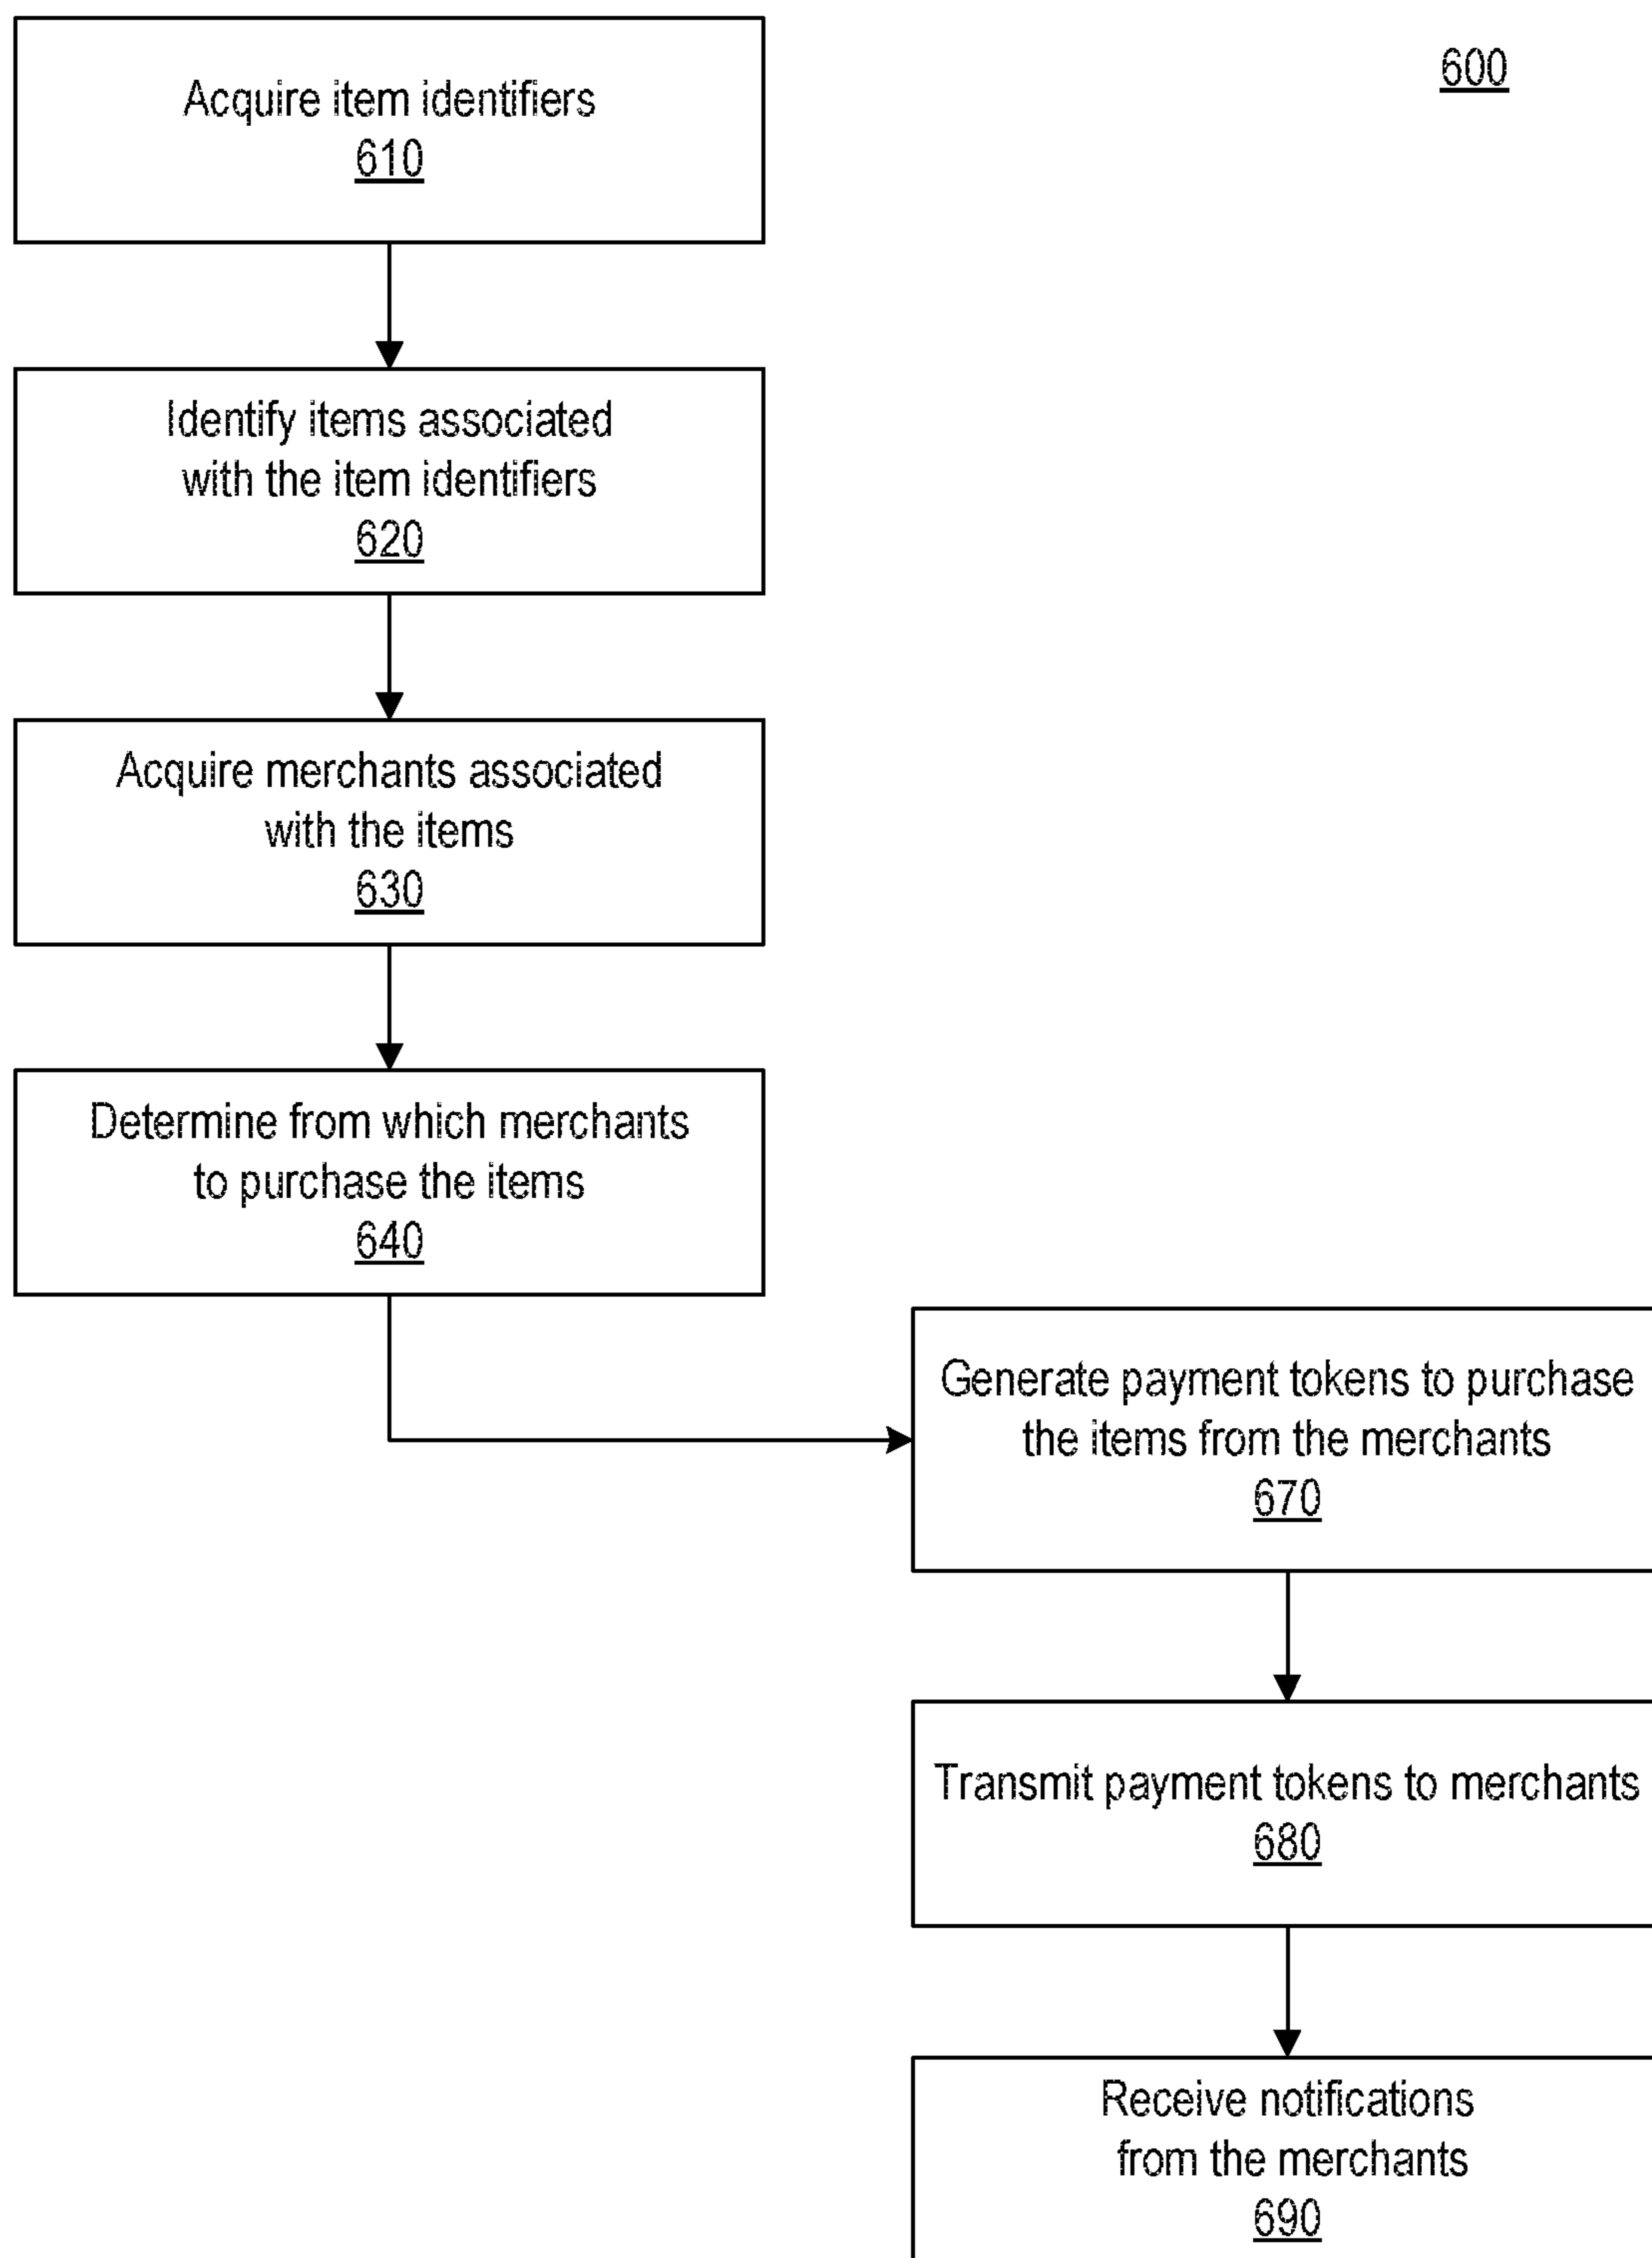 600
Acquire item identifiers
610
Identify items associated
with the item identifiers
620
Acquire merchants associated
with the items
630
Determine from which merchants
to purchase the items
640
Generate payment tokens to purchase
the items from the merchants
670
Transmit payment tokens to merchants
680
Receive notifications
from the merchants
690